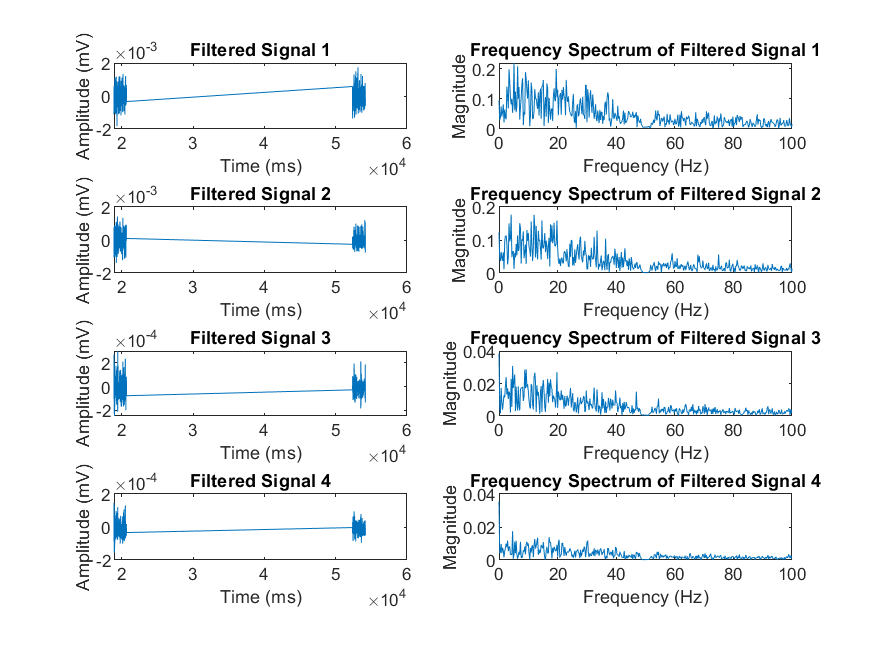 Filtered Signal 1
×10⁻³
Amplitude (mV)
2
0
-2
2 3 4 5 6
Time (ms)
×10⁴
Frequency Spectrum of Filtered Signal 1
Magnitude
0.2
0.1
0
0 20 40 60 80 100
Frequency (Hz)
Filtered Signal 2
×10⁻³
Amplitude (mV)
2
0
-2
2 3 4 5 6
Time (ms)
×10⁴
Frequency Spectrum of Filtered Signal 2
Magnitude
0.2
0.1
0
0 20 40 60 80 100
Frequency (Hz)
Filtered Signal 3
×10⁻⁴
Amplitude (mV)
2
0
-2
2 3 4 5 6
Time (ms)
×10⁴
Frequency Spectrum of Filtered Signal 3
Magnitude
0.04
0.02
0
0 20 40 60 80 100
Frequency (Hz)
Filtered Signal 4
×10⁻⁴
Amplitude (mV)
2
0
-2
2 3 4 5 6
Time (ms)
×10⁴
Frequency Spectrum of Filtered Signal 4
Magnitude
0.04
0.02
0
0 20 40 60 80 100
Frequency (Hz)